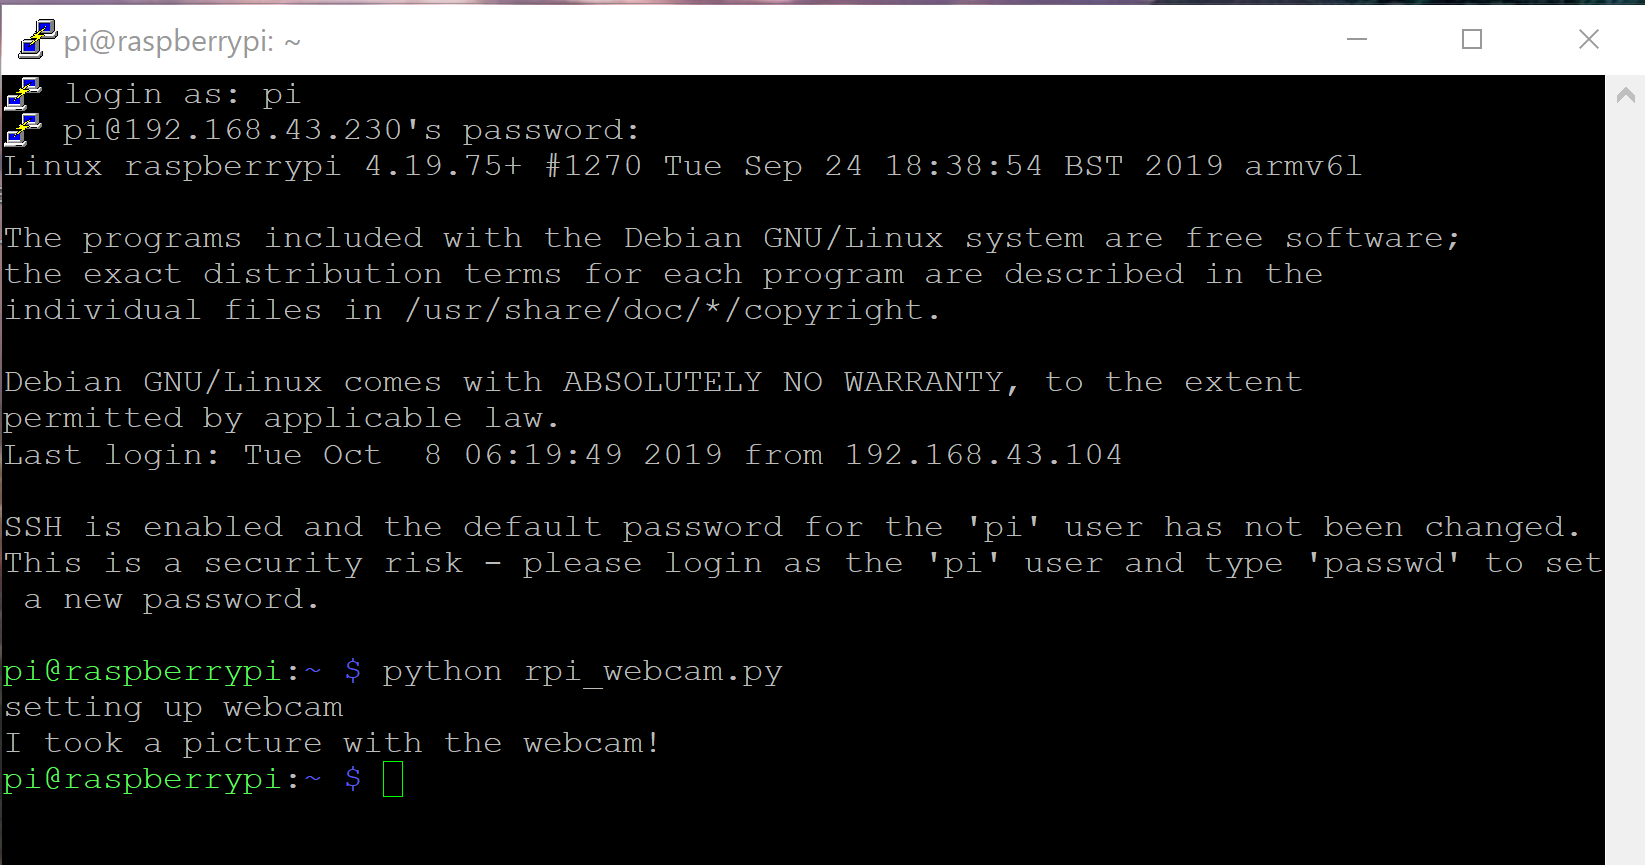 pi@raspberrypi: ~
login as: pi
pi@192.168.43.230's password:
Linux raspberrypi 4.19.75+ #1270 Tue Sep 24 18:38:54 BST 2019 armv6l
The programs included with the Debian GNU/Linux system are free software;
the exact distribution terms for each program are described in the
individual files in /usr/share/doc/*/copyright.
Debian GNU/Linux comes with ABSOLUTELY NO WARRANTY, to the extent
permitted by applicable law.
Last login: Tue Oct  8 06:19:49 2019 from 192.168.43.104
SSH is enabled and the default password for the 'pi' user has not been changed.
This is a security risk - please login as the 'pi' user and type 'passwd' to set
 a new password.
pi@raspberrypi:~ $ python rpi_webcam.py
setting up webcam
I took a picture with the webcam!
pi@raspberrypi:~ $